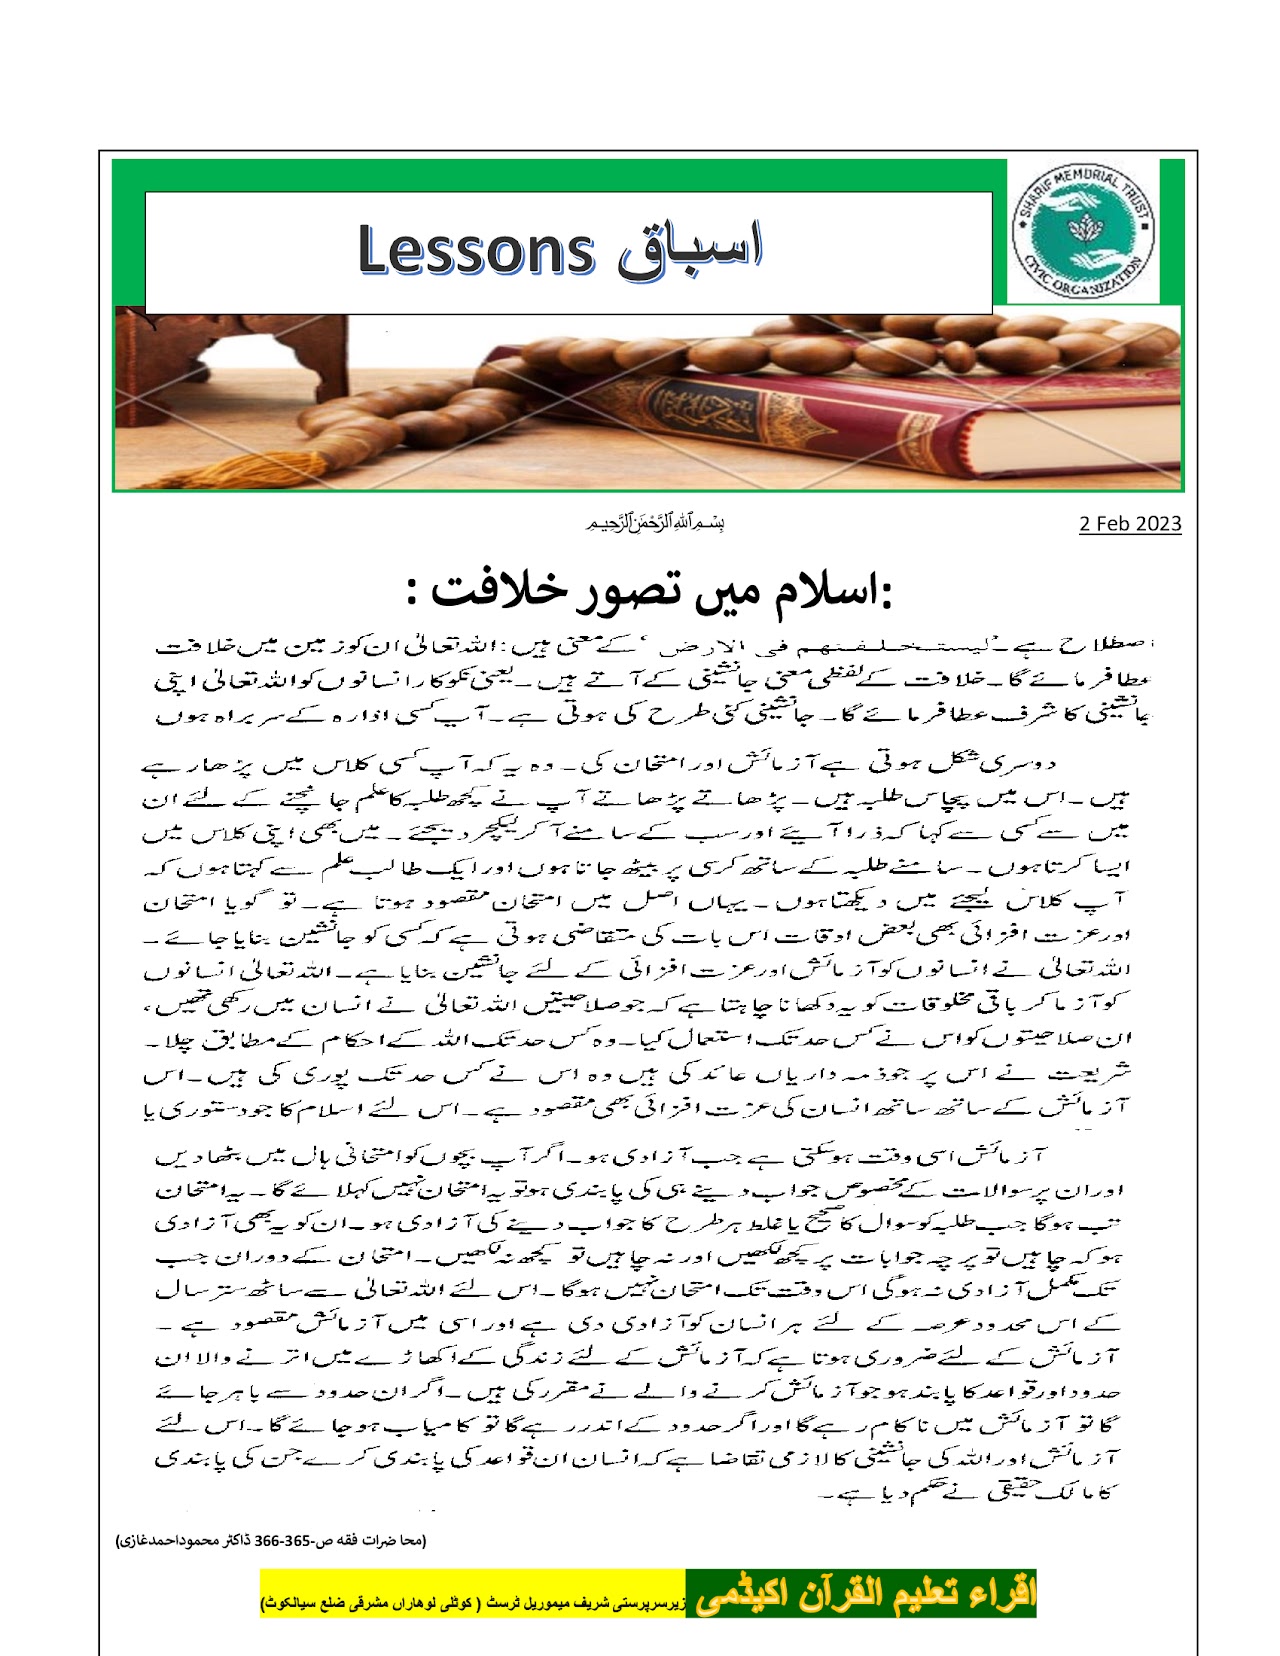 اسباق Lessons
SHARIF MEMORIAL TRUST
CIVIC ORGANIZATION
بِسْمِ اللهِ الرَّحْمٰنِ الرَّحِيْمِ
2 Feb 2023
:اسلام میں تصور خلافت :
اصطلاح ہے۔ 'لیستخلفنهم فی الارض' کے معنی ہیں: اللہ تعالیٰ ان کو زمین میں خلافت
عطا فرمائے گا۔ خلافت کے لفظی معنی جانشینی کے آتے ہیں۔ یعنی نکوکار انسانوں کو اللہ تعالیٰ اپنی
جانشینی کا شرف عطا فرمائے گا۔ جانشینی کئی طرح کی ہوتی ہے۔ آپ کسی ادارہ کے سربراہ ہوں
دوسری شکل ہوتی ہے آزمائش اور امتحان کی۔ وہ یہ کہ آپ کسی کلاس میں پڑھا رہے
ہیں۔ اس میں پچاس طلبہ ہیں۔ پڑھاتے پڑھاتے آپ نے کچھ طلبہ کا علم جانچنے کے لئے ان
میں سے کسی سے کہا کہ ذرا آیئے اور سب کے سامنے آکر لیکچر دیجئے۔ میں بھی اپنی کلاس میں
ایسا کرتا ہوں۔ سامنے طلبہ کے ساتھ کرسی پر بیٹھ جاتا ہوں اور ایک طالب علم سے کہتا ہوں کہ
آپ کلاس لیجئے میں دیکھتا ہوں۔ یہاں اصل میں امتحان مقصود ہوتا ہے۔ تو گویا امتحان
اور عزت افزائی بھی بعض اوقات اس بات کی متقاضی ہوتی ہے کہ کسی کو جانشین بنایا جائے۔
اللہ تعالیٰ نے انسانوں کو آزمائش اور عزت افزائی کے لئے جانشین بنایا ہے۔ اللہ تعالیٰ انسانوں
کو آزما کر باقی مخلوقات کو یہ دکھانا چاہتا ہے کہ جو صلاحیتیں اللہ تعالیٰ نے انسان میں رکھی تھیں،
ان صلاحیتوں کو اس نے کس حد تک استعمال کیا۔ وہ کس حد تک اللہ کے احکام کے مطابق چلا۔
شریعت نے اس پر جو ذمہ داریاں عائد کی ہیں وہ اس نے کس حد تک پوری کی ہیں۔ اس
آزمائش کے ساتھ ساتھ انسان کی عزت افزائی بھی مقصود ہے۔ اس لئے اسلام کا جو دستوری یا
آزمائش اسی وقت ہو سکتی ہے جب آزادی ہو۔ اگر آپ بچوں کو امتحانی ہال میں بٹھا دیں
اور ان پر سوالات کے مخصوص جواب دینے ہی کی پابندی ہو تو یہ امتحان نہیں کہلائے گا۔ یہ امتحان
تب ہوگا جب طلبہ کو سوال کا صحیح یا غلط ہر طرح کا جواب دینے کی آزادی ہو۔ ان کو یہ بھی آزادی
ہو کہ چاہیں تو پرچہ جوابات پر کچھ لکھیں اور نہ چاہیں تو کچھ نہ لکھیں۔ امتحان کے دوران جب
تک مکمل آزادی نہ ہوگی اس وقت تک امتحان نہیں ہوگا۔ اس لئے اللہ تعالیٰ سے ساٹھ ستر سال
کے اس محدود عرصہ کے لئے ہر انسان کو آزادی دی ہے اور اسی میں آزمائش مقصود ہے۔
آزمائش کے لئے ضروری ہوتا ہے کہ آزمائش کے لئے زندگی کے اکھاڑے میں اترنے والا ان
حدود اور قواعد کا پابند ہو جو آزمائش کرنے والے نے مقرر کی ہیں۔ اگر ان حدود سے باہر جائے
گا تو آزمائش میں ناکام رہے گا اور اگر حدود کے اندر رہے گا تو کامیاب ہو جائے گا۔ اس لئے
آزمائش اور اللہ کی جانشینی کا لازمی تقاضا ہے کہ انسان ان قواعد کی پابندی کرے جن کی پابندی
کا مالک حقیقی نے حکم دیا ہے۔
(محا ضرات فقہ ص-365-366 ڈاکٹر محموداحمدغازی)
اقراء تعلیم القرآن اکیڈمی زیرسرپرستی شریف میموریل ٹرسٹ ( کوٹلی لوھاراں مشرقی ضلع سیالکوٹ)